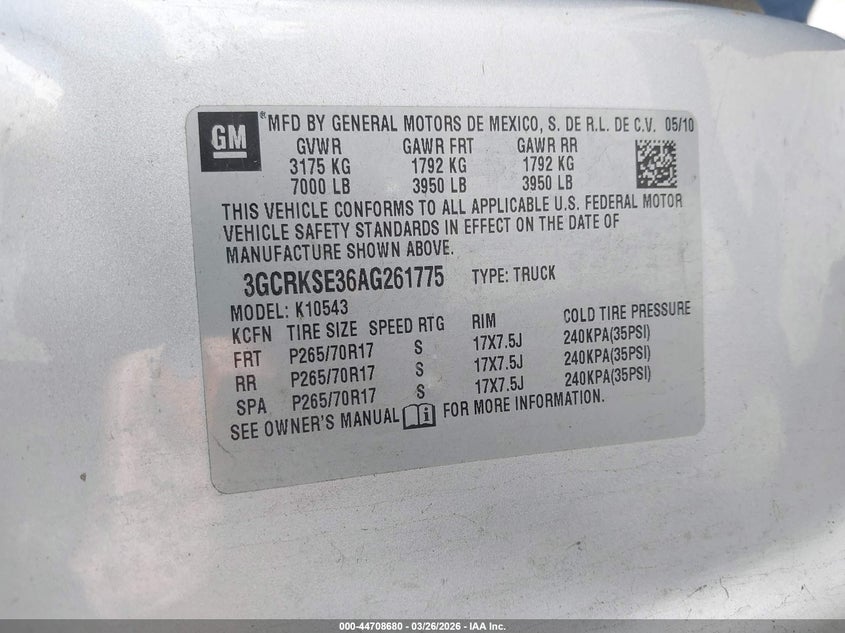 GM ® MFD BY GENERAL MOTORS DE MEXICO, S. DE R.L. DE C.V. 05/10
GVWR GAWR FRT GAWR RR
3175 KG 1792 KG 1792 KG
7000 LB 3950 LB 3950 LB
THIS VEHICLE CONFORMS TO ALL APPLICABLE U.S. FEDERAL MOTOR
VEHICLE SAFETY STANDARDS IN EFFECT ON THE DATE OF
MANUFACTURE SHOWN ABOVE.
3GCRKSE36AG261775 TYPE: TRUCK
MODEL: K10543
KCFN TIRE SIZE SPEED RTG RIM COLD TIRE PRESSURE
FRT P265/70R17 S 17X7.5J 240KPA(35PSI)
RR P265/70R17 S 17X7.5J 240KPA(35PSI)
SPA P265/70R17 S 17X7.5J 240KPA(35PSI)
SEE OWNER'S MANUAL i FOR MORE INFORMATION.
000-44708680 - 03/26/2026 - IAA Inc.